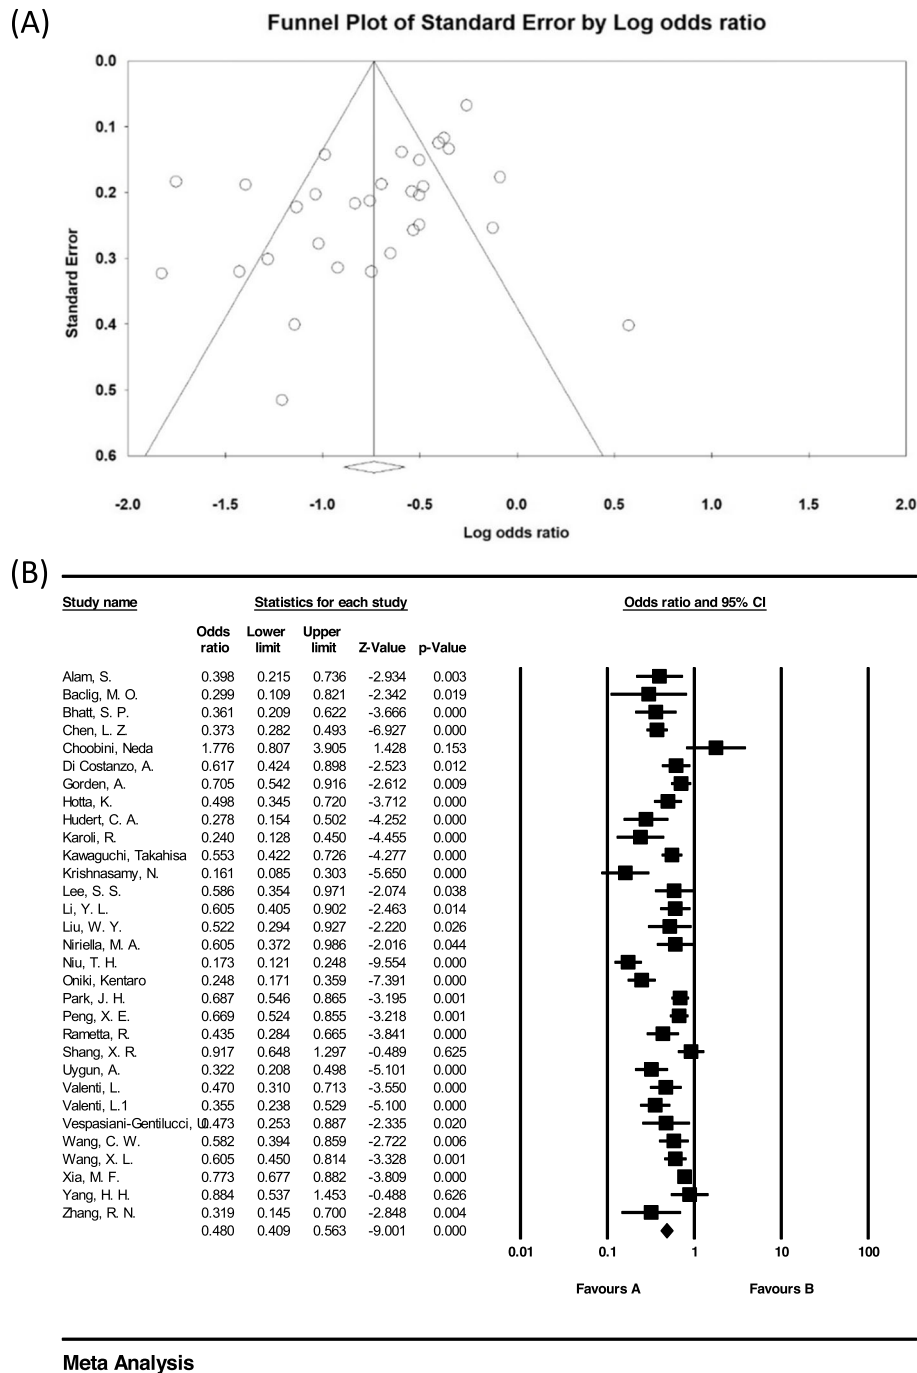 (A)
Funnel Plot of Standard Error by Log odds ratio
0.0
0.1
0.2
0.3
0.4
0.5
0.6
Standard Error
-2.0 -1.5 -1.0 -0.5 0.0 0.5 1.0 1.5 2.0
Log odds ratio
(B)
Study name Statistics for each study Odds ratio and 95% CI
Odds Lower Upper
ratio limit limit Z-Value p-Value
Alam, S. 0.398 0.215 0.736 -2.934 0.003
Baclig, M. O. 0.299 0.109 0.821 -2.342 0.019
Bhatt, S. P. 0.361 0.209 0.622 -3.666 0.000
Chen, L. Z. 0.373 0.282 0.493 -6.927 0.000
Choobini, Neda 1.776 0.807 3.905 1.428 0.153
Di Costanzo, A. 0.617 0.424 0.898 -2.523 0.012
Gorden, A. 0.705 0.542 0.916 -2.612 0.009
Hotta, K. 0.498 0.345 0.720 -3.712 0.000
Hudert, C. A. 0.278 0.154 0.502 -4.252 0.000
Karoli, R. 0.240 0.128 0.450 -4.455 0.000
Kawaguchi, Takahisa 0.553 0.422 0.726 -4.277 0.000
Krishnasamy, N. 0.161 0.085 0.303 -5.650 0.000
Lee, S. S. 0.586 0.354 0.971 -2.074 0.038
Li, Y. L. 0.605 0.405 0.902 -2.463 0.014
Liu, W. Y. 0.522 0.294 0.927 -2.220 0.026
Niriella, M. A. 0.605 0.372 0.986 -2.016 0.044
Niu, T. H. 0.173 0.121 0.248 -9.554 0.000
Oniki, Kentaro 0.248 0.171 0.359 -7.391 0.000
Park, J. H. 0.687 0.546 0.865 -3.195 0.001
Peng, X. E. 0.669 0.524 0.855 -3.218 0.001
Rametta, R. 0.435 0.284 0.665 -3.841 0.000
Shang, X. R. 0.917 0.648 1.297 -0.489 0.625
Uygun, A. 0.322 0.208 0.498 -5.101 0.000
Valenti, L. 0.470 0.310 0.713 -3.550 0.000
Valenti, L.1 0.355 0.238 0.529 -5.100 0.000
Vespasiani-Gentilucci, U. 0.473 0.253 0.887 -2.335 0.020
Wang, C. W. 0.582 0.394 0.859 -2.722 0.006
Wang, X. L. 0.605 0.450 0.814 -3.328 0.001
Xia, M. F. 0.773 0.677 0.882 -3.809 0.000
Yang, H. H. 0.884 0.537 1.453 -0.488 0.626
Zhang, R. N. 0.319 0.145 0.700 -2.848 0.004
0.480 0.409 0.563 -9.001 0.000
0.01 0.1 1 10 100
Favours A Favours B
Meta Analysis